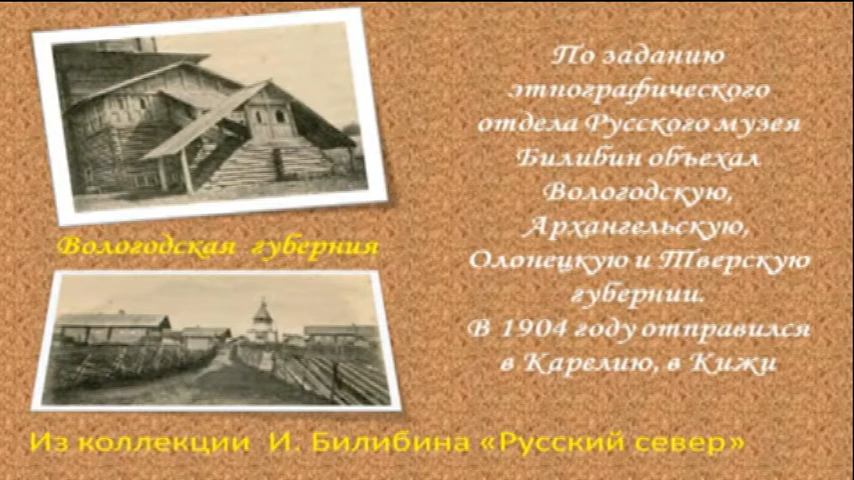 По заданию
этнографического
отдела Русского музея
Билибин объехал
Вологодскую,
Архангельскую,
Олонецкую и Тверскую
губернии.
В 1904 году отправился
в Карелию, в Кижи
Вологодская губерния
Из коллекции И. Билибина «Русский север»